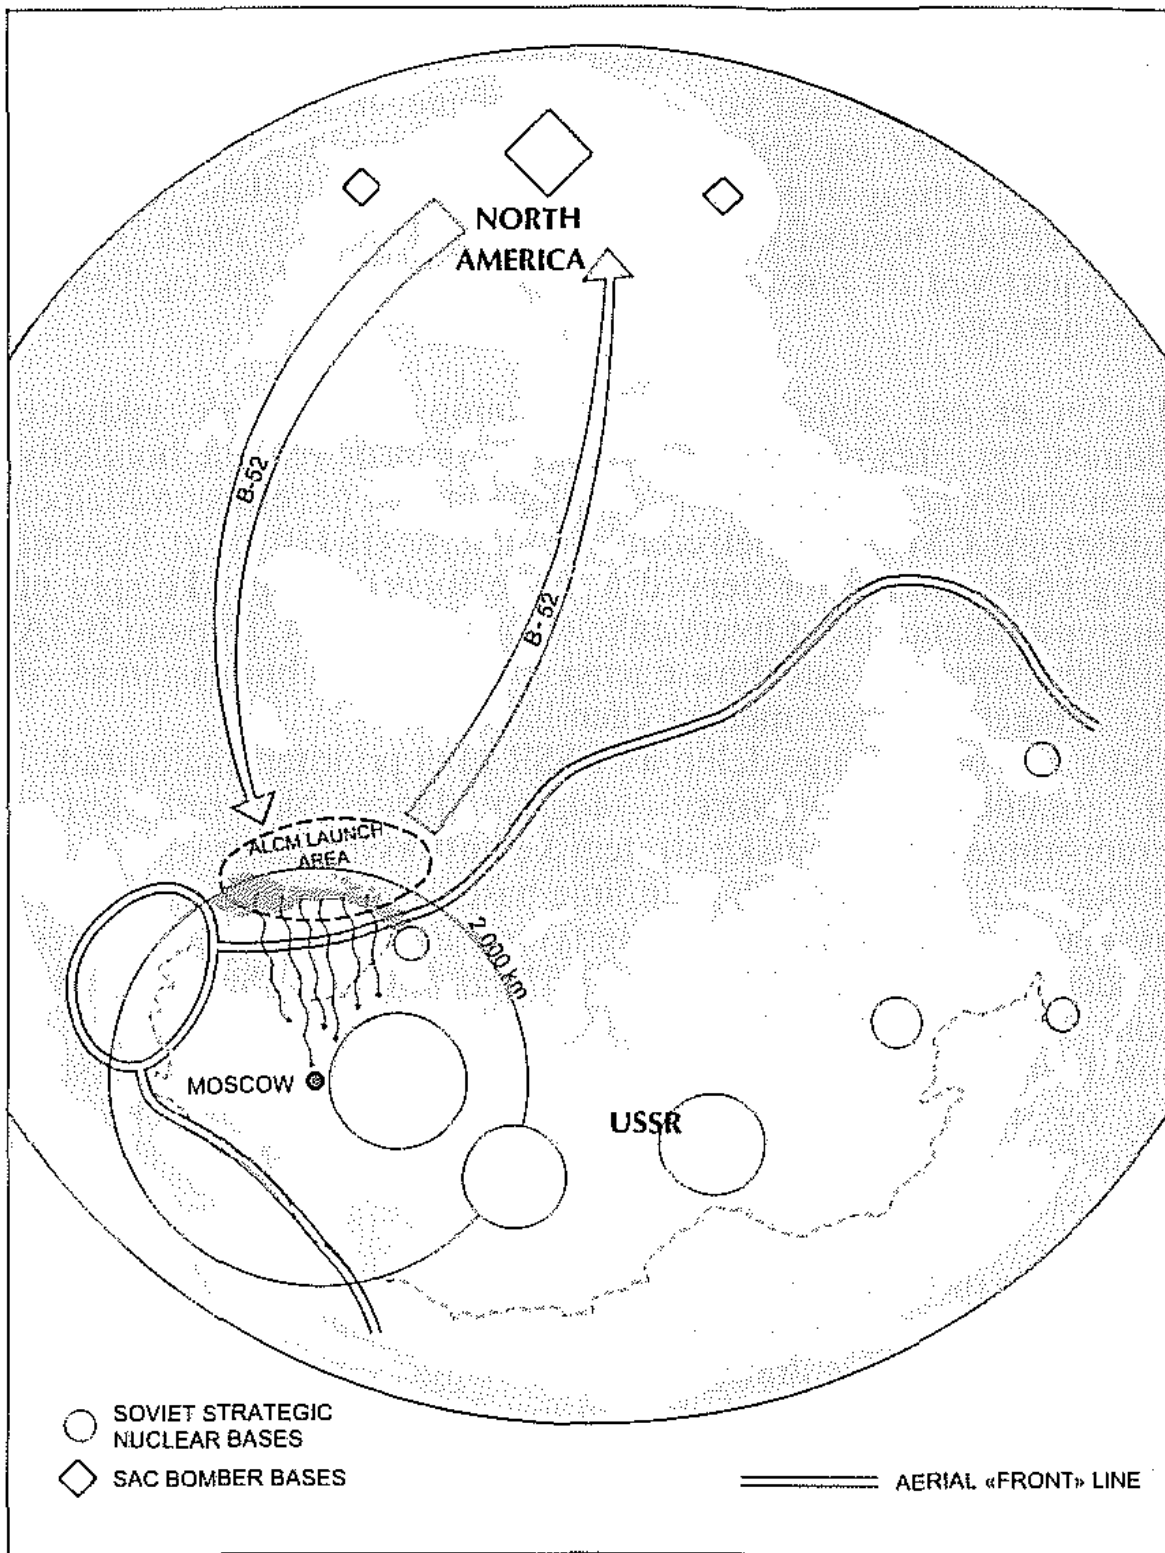 NORTH
AMERICA
B-52
B-52
ALCM LAUNCH
AREA
2,000 km
MOSCOW
USSR
SOVIET STRATEGIC
NUCLEAR BASES
SAC BOMBER BASES
AERIAL «FRONT» LINE